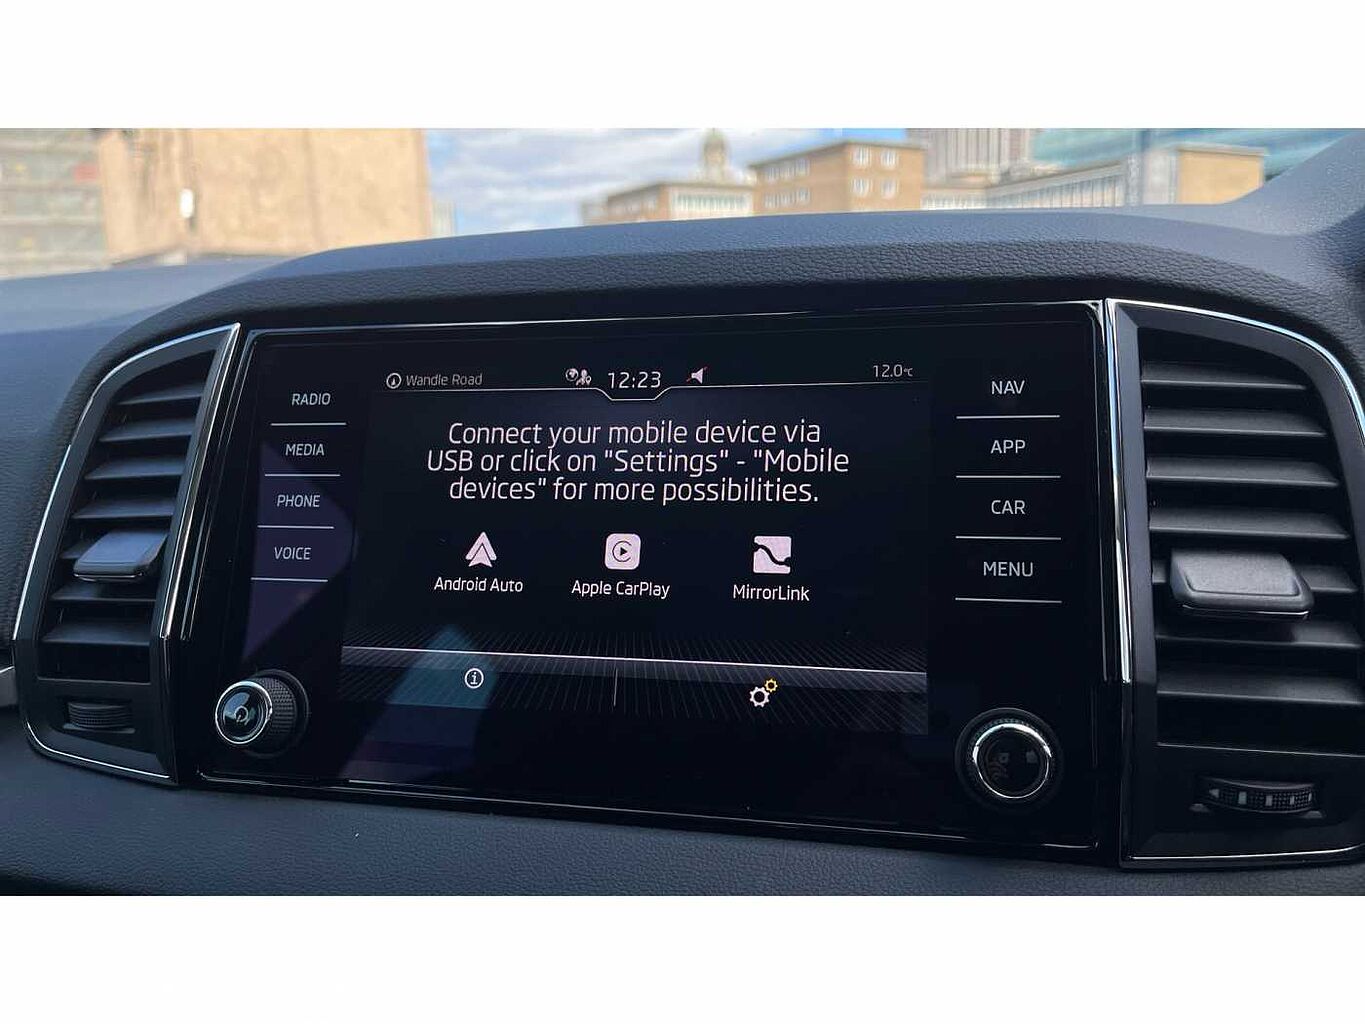 Wandle Road
12:23
12.0°C
RADIO
MEDIA
PHONE
VOICE
Connect your mobile device via
USB or click on "Settings" - "Mobile
devices" for more possibilities.
Android Auto
Apple CarPlay
MirrorLink
NAV
APP
CAR
MENU